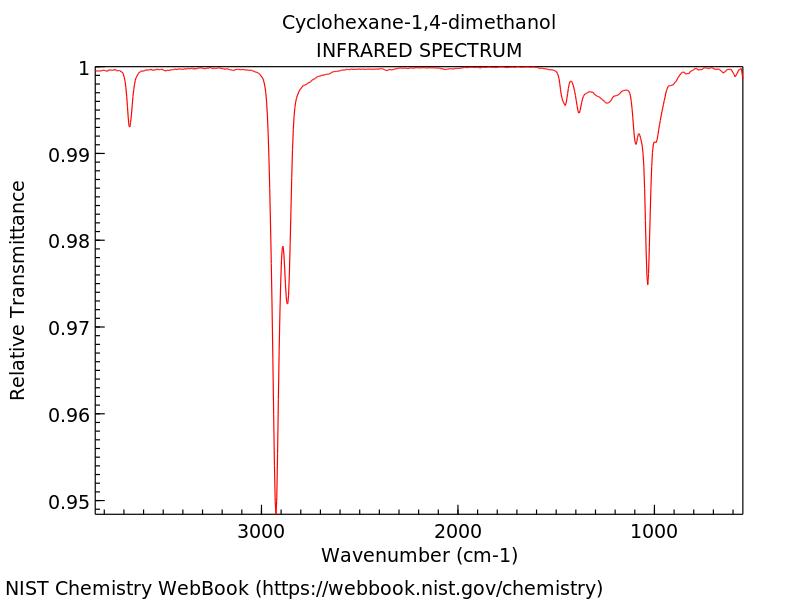 Cyclohexane-1,4-dimethanol
INFRARED SPECTRUM
1
0.99
0.98
0.97
0.96
0.95
Relative Transmittance
3000 2000 1000
Wavenumber (cm-1)
NIST Chemistry WebBook (https://webbook.nist.gov/chemistry)